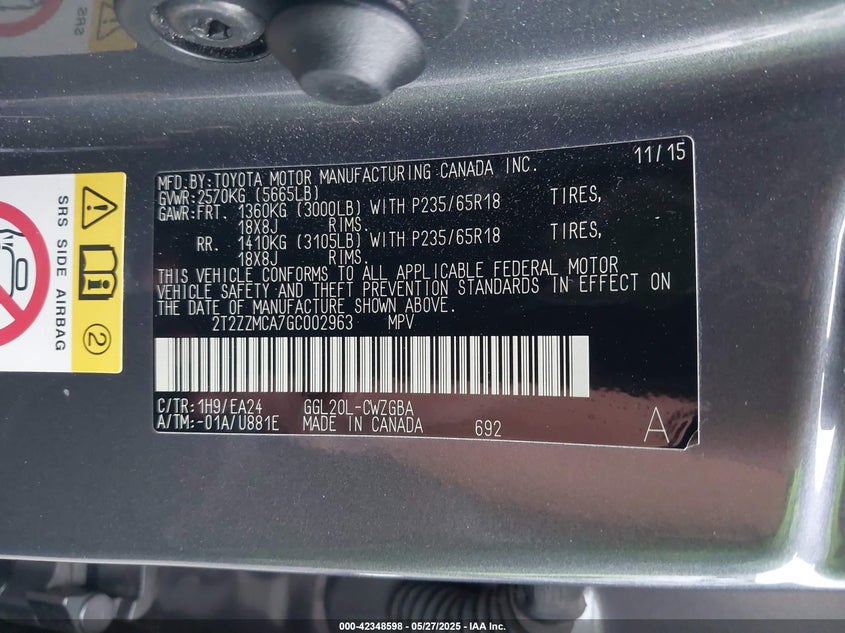 SRS
MFD.BY:TOYOTA MOTOR MANUFACTURING CANADA INC. 11/15
GVWR:2570KG (5665LB)
GAWR:FRT. 1360KG (3000LB) WITH P235/65R18 TIRES,
18X8J RIMS.
RR. 1410KG (3105LB) WITH P235/65R18 TIRES,
18X8J RIMS.
THIS VEHICLE CONFORMS TO ALL APPLICABLE FEDERAL MOTOR
VEHICLE SAFETY AND THEFT PREVENTION STANDARDS IN EFFECT ON
THE DATE OF MANUFACTURE SHOWN ABOVE.
2T2ZZMCA7GC002963 MPV
C/TR:1H9/EA24 GGL20L-CWZGBA
A/TM:-01A/U881E MADE IN CANADA 692 A
SRS SIDE AIRBAG
2
000-42348598 - 05/27/2025 - IAA Inc.